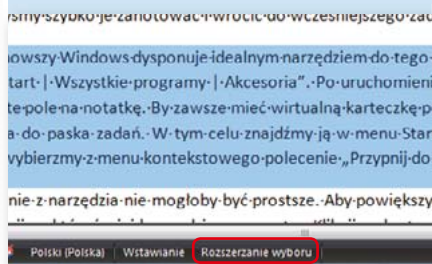 śmy szybko je zanotować i wrócić do wcześniejszego zad
nowszy Windows dysponuje idealnym narzędziem do tego
tart | Wszystkie programy | Akcesoria”. Po uruchomieni
te pole na notatkę. By zawsze mieć wirtualną karteczkę p
a do paska zadań. W tym celu znajdźmy ją w menu Star
wybierzmy z menu kontekstowego polecenie „Przypnij do
nie z narzędzia nie mogłoby być prostsze. Aby powiększy
Polski (Polska) Wstawianie Rozszerzanie wyboru